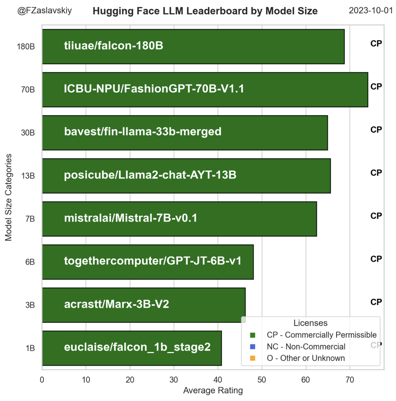 @FZaslavskiy Hugging Face LLM Leaderboard by Model Size 2023-10-01
Model Size Categories
180B tiiuae/falcon-180B CP
70B ICBU-NPU/FashionGPT-70B-V1.1 CP
30B bavest/fin-llama-33b-merged CP
13B posicube/Llama2-chat-AYT-13B CP
7B mistralai/Mistral-7B-v0.1 CP
6B togethercomputer/GPT-JT-6B-v1 CP
3B acrastt/Marx-3B-V2 CP
1B euclaise/falcon_1b_stage2 CP
Licenses
CP - Commercially Permissible
NC - Non-Commercial
O - Other or Unknown
0 10 20 30 40 50 60 70
Average Rating